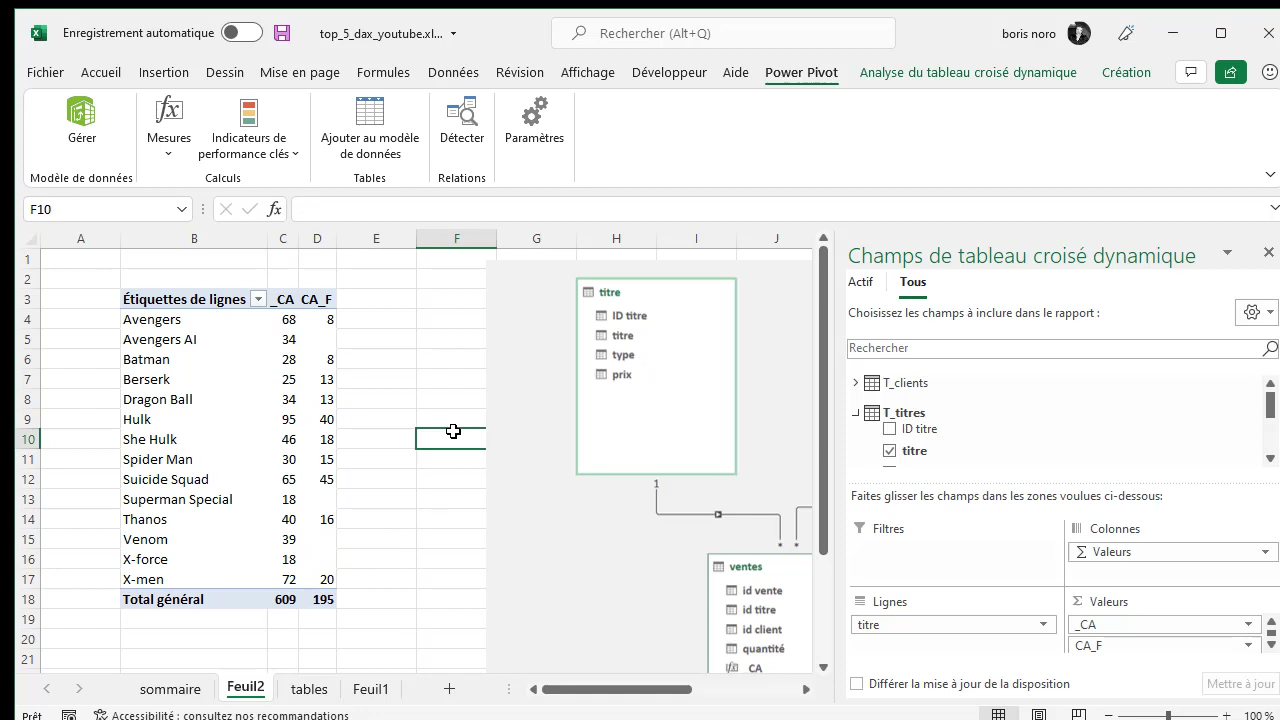 Enregistrement automatique
top_5_dax_youtube.xl...
Rechercher (Alt+Q)
boris noro
Fichier Accueil Insertion Dessin Mise en page Formules Données Révision Affichage Développeur Aide Power Pivot Analyse du tableau croisé dynamique Création
Gérer
Mesures
Indicateurs de performance clés
Ajouter au modèle de données
Détecter
Paramètres
Modèle de données
Calculs
Tables
Relations
F10
fx
A B C D E F G H I J
1
2
3 Étiquettes de lignes _CA CA_F
4 Avengers 68 8
5 Avengers AI 34
6 Batman 28 8
7 Berserk 25 13
8 Dragon Ball 34 13
9 Hulk 95 40
10 She Hulk 46 18
11 Spider Man 30 15
12 Suicide Squad 65 45
13 Superman Special 18
14 Thanos 40 16
15 Venom 39
16 X-force 18
17 X-men 72 20
18 Total général 609 195
19
20
21
titre
ID titre
titre
type
prix
1
*
*
ventes
id vente
id titre
id client
quantité
fx _CA
Champs de tableau croisé dynamique
Actif Tous
Choisissez les champs à inclure dans le rapport :
Rechercher
T_clients
T_titres
ID titre
titre
Faites glisser les champs dans les zones voulues ci-dessous:
Filtres
Colonnes
Σ Valeurs
Lignes
titre
Σ Valeurs
_CA
CA_F
Différer la mise à jour de la disposition
Mettre à jour
sommaire Feuil2 tables Feuil1
Prêt
Accessibilité : consultez nos recommandations
100 %